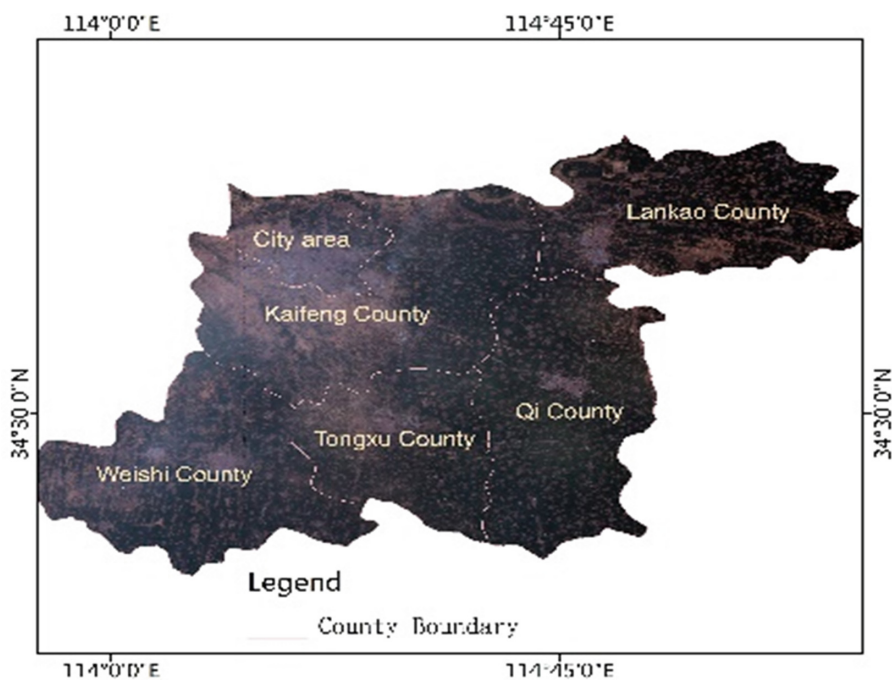 114°0'0"E 114°45'0"E
Lankao County
City area
Kaifeng County
34°30'0"N 34°30'0"N
Qi County
Tongxu County
Weishi County
Legend
County Boundary
114°0'0"E 114°45'0"E